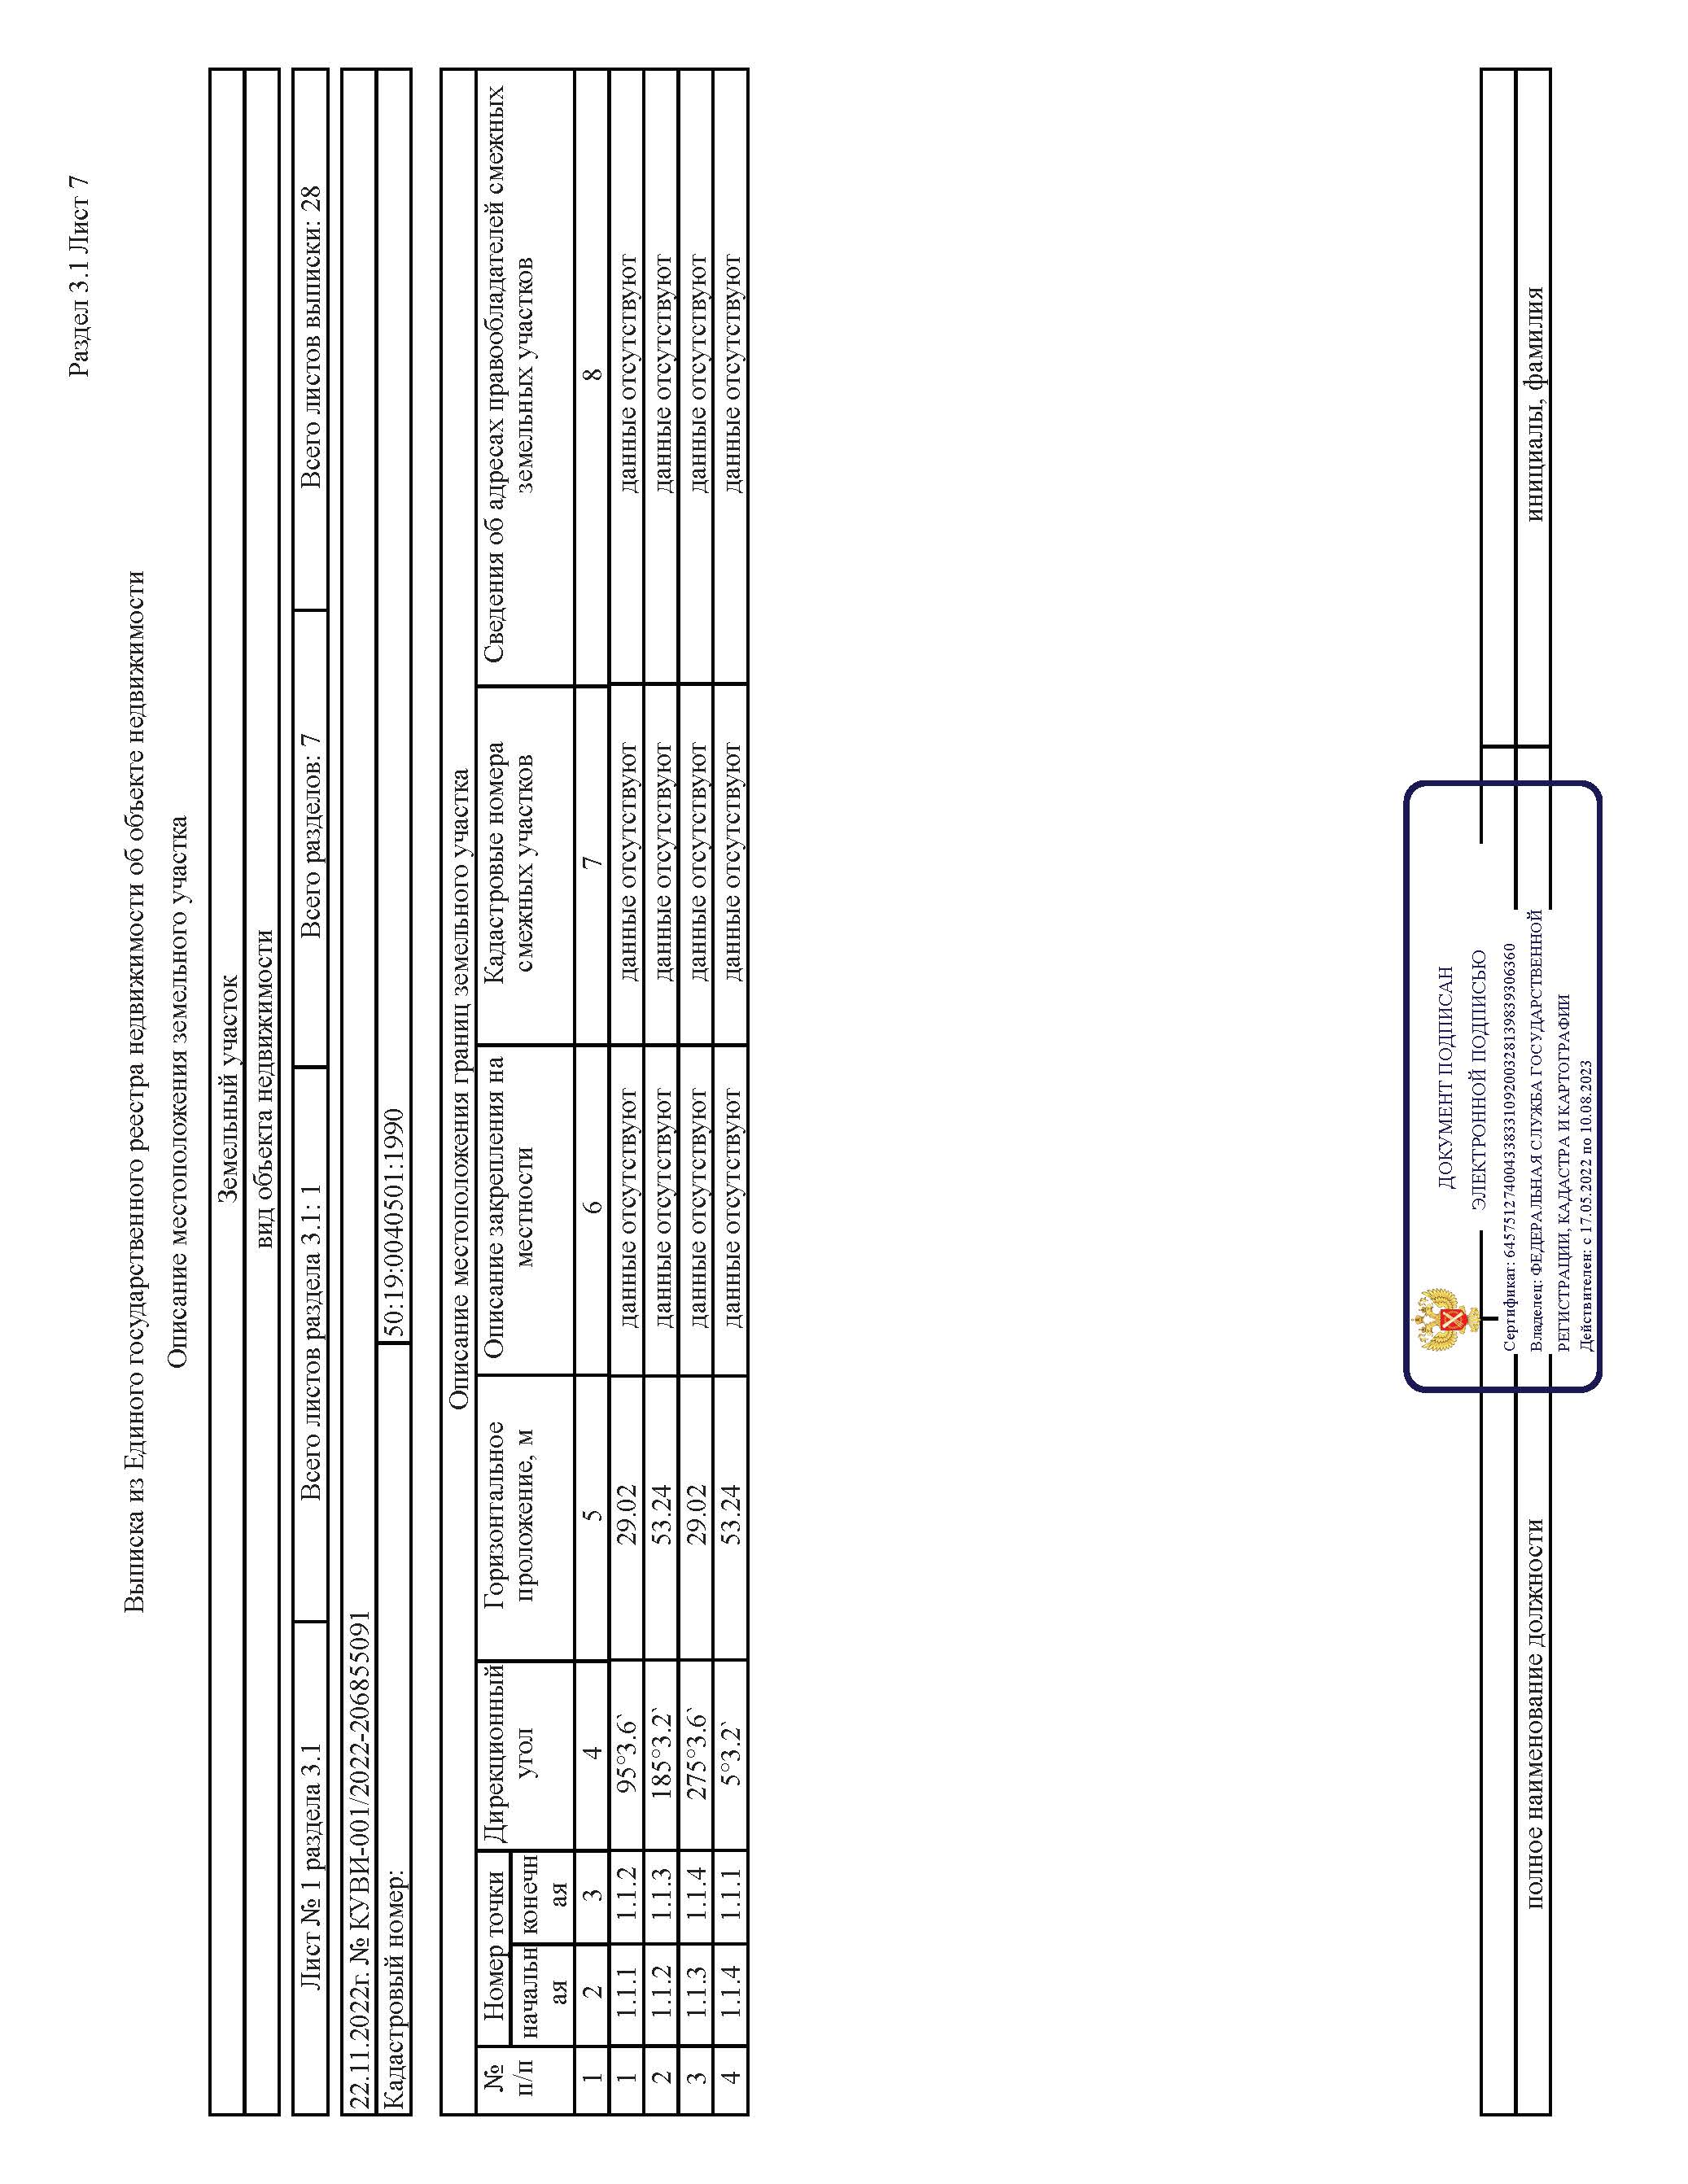 Раздел 3.1 Лист 7
Выписка из Единого государственного реестра недвижимости об объекте недвижимости
Описание местоположения земельного участка
Земельный участок
вид объекта недвижимости
Лист № 1 раздела 3.1 Всего листов раздела 3.1: 1 Всего разделов: 7 Всего листов выписки: 28
22.11.2022г. № КУВИ-001/2022-206855091
Кадастровый номер: 50:19:0040501:1990
Описание местоположения границ земельного участка
№ Номер точки Дирекционный Горизонтальное Описание закрепления на Кадастровые номера Сведения об адресах правообладателей смежных
п/п начальн конечн угол проложение, м местности смежных участков земельных участков
ая ая
1 2 3 4 5 6 7 8
1 1.1.1 1.1.2 95°3.6` 29.02 данные отсутствуют данные отсутствуют данные отсутствуют
2 1.1.2 1.1.3 185°3.2` 53.24 данные отсутствуют данные отсутствуют данные отсутствуют
3 1.1.3 1.1.4 275°3.6` 29.02 данные отсутствуют данные отсутствуют данные отсутствуют
4 1.1.4 1.1.1 5°3.2` 53.24 данные отсутствуют данные отсутствуют данные отсутствуют
ДОКУМЕНТ ПОДПИСАН
ЭЛЕКТРОННОЙ ПОДПИСЬЮ
Сертификат: 64575127400433833109200328139839306360
Владелец: ФЕДЕРАЛЬНАЯ СЛУЖБА ГОСУДАРСТВЕННОЙ
РЕГИСТРАЦИИ, КАДАСТРА И КАРТОГРАФИИ
Действителен: с 17.05.2022 по 10.08.2023
полное наименование должности инициалы, фамилия